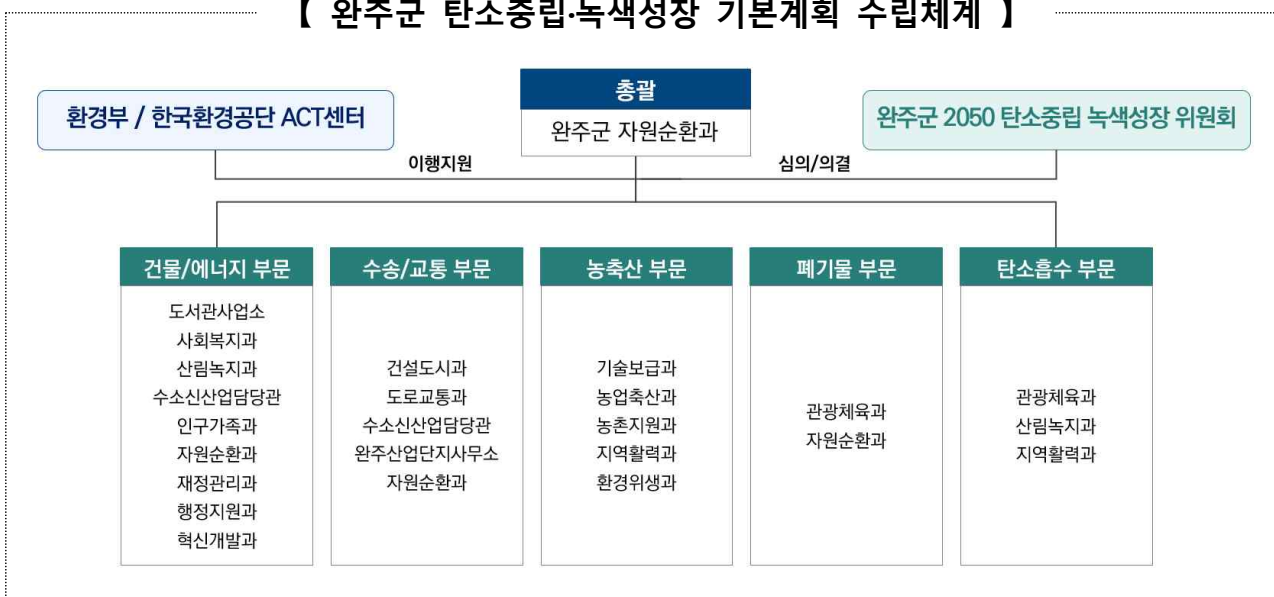 【 완주군 탄소중립·녹색성장 기본계획 수립체계 】
총괄
완주군 자원순환과
환경부 / 한국환경공단 ACT센터
완주군 2050 탄소중립 녹색성장 위원회
이행지원
심의/의결
건물/에너지 부문
도서관사업소
사회복지과
산림녹지과
수소신산업담당관
인구가족과
자원순환과
재정관리과
행정지원과
혁신개발과
수송/교통 부문
건설도시과
도로교통과
수소신산업담당관
완주산업단지사무소
자원순환과
농축산 부문
기술보급과
농업축산과
농촌지원과
지역활력과
환경위생과
폐기물 부문
관광체육과
자원순환과
탄소흡수 부문
관광체육과
산림녹지과
지역활력과